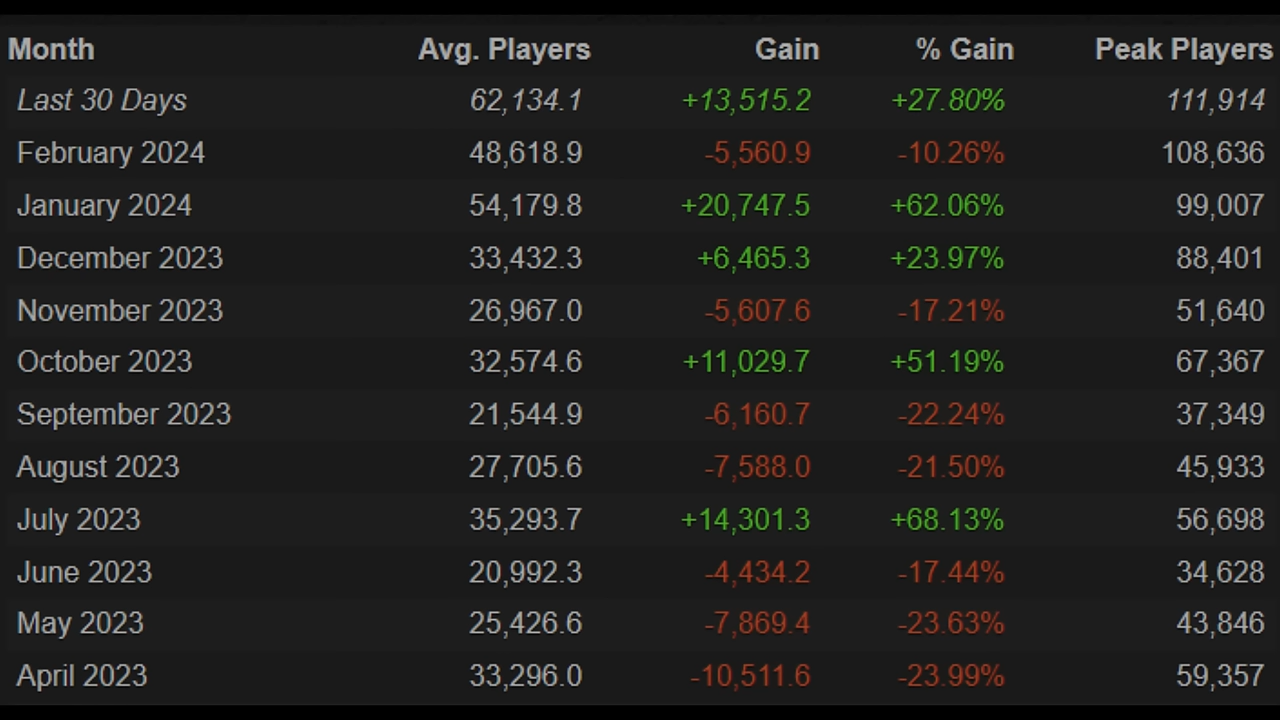 Month Avg. Players Gain % Gain Peak Players
Last 30 Days 62,134.1 +13,515.2 +27.80% 111,914
February 2024 48,618.9 -5,560.9 -10.26% 108,636
January 2024 54,179.8 +20,747.5 +62.06% 99,007
December 2023 33,432.3 +6,465.3 +23.97% 88,401
November 2023 26,967.0 -5,607.6 -17.21% 51,640
October 2023 32,574.6 +11,029.7 +51.19% 67,367
September 2023 21,544.9 -6,160.7 -22.24% 37,349
August 2023 27,705.6 -7,588.0 -21.50% 45,933
July 2023 35,293.7 +14,301.3 +68.13% 56,698
June 2023 20,992.3 -4,434.2 -17.44% 34,628
May 2023 25,426.6 -7,869.4 -23.63% 43,846
April 2023 33,296.0 -10,511.6 -23.99% 59,357